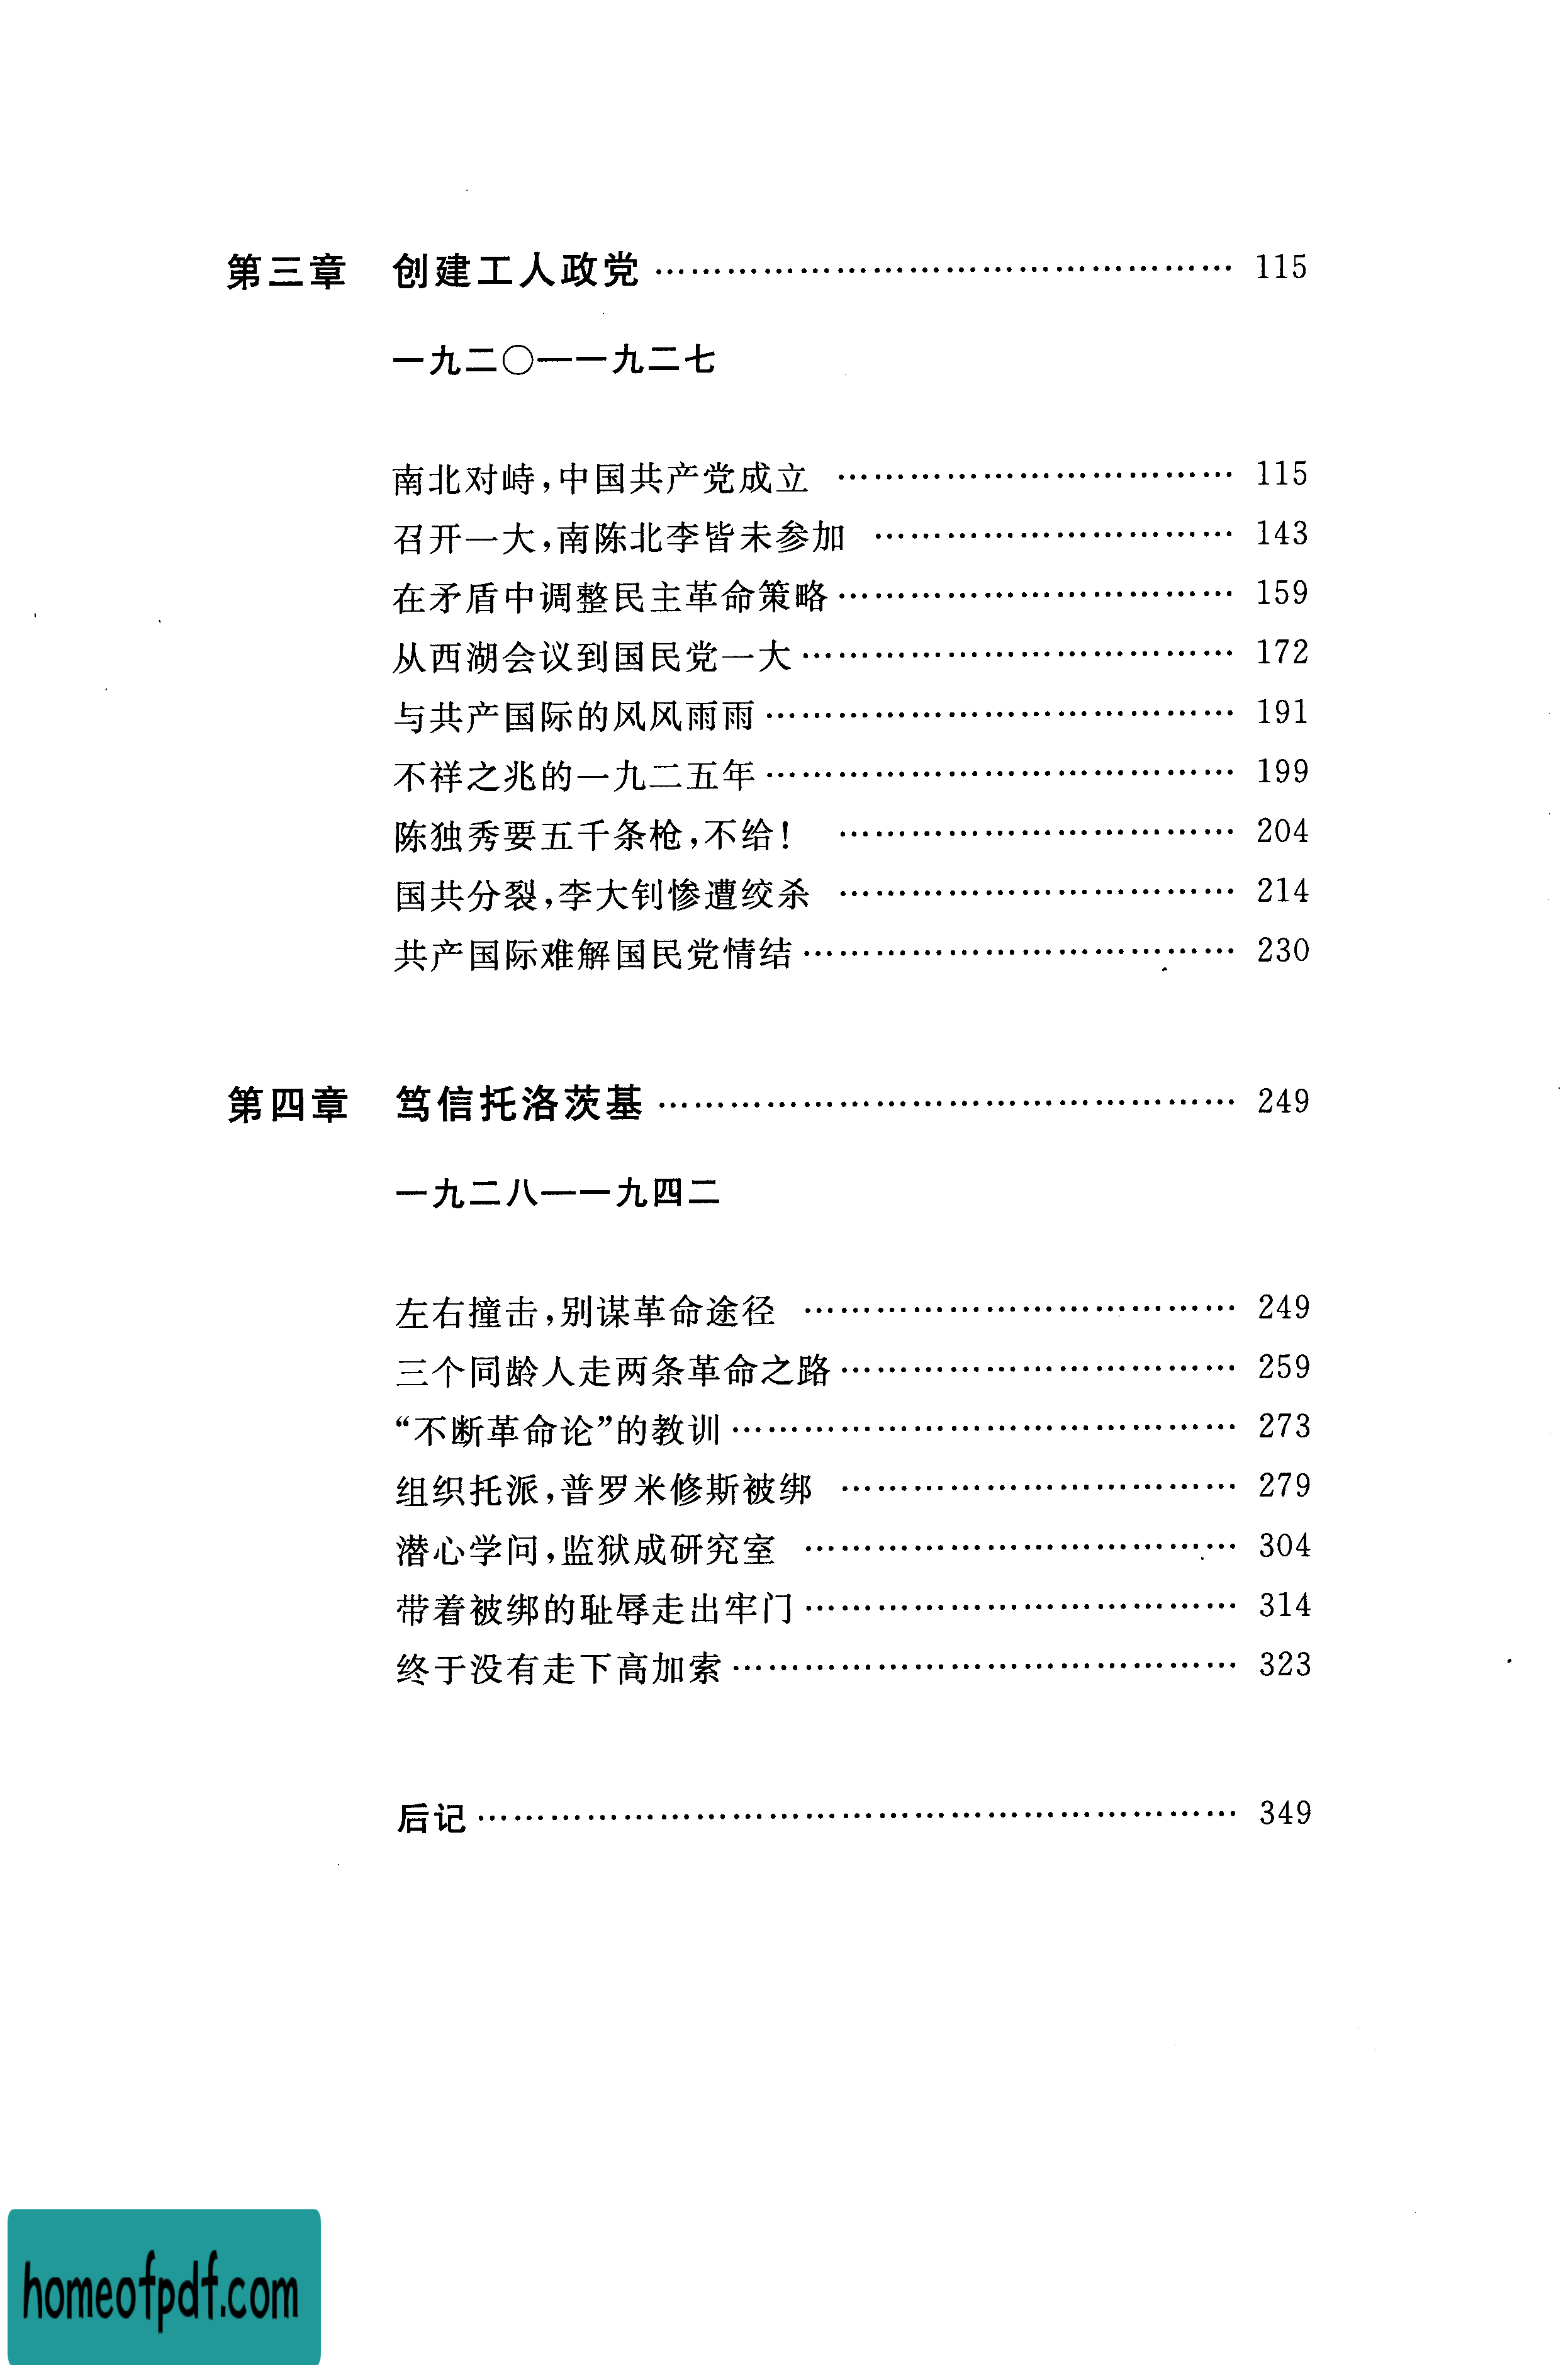 第三章 创建工人政党 …………………………………………… 115
一九二〇—一九二七
南北对峙,中国共产党成立 ……………………………… 115
召开一大,南陈北李皆未参加 …………………………… 143
在矛盾中调整民主革命策略……………………………… 159
从西湖会议到国民党一大………………………………… 172
与共产国际的风风雨雨…………………………………… 191
不祥之兆的一九二五年…………………………………… 199
陈独秀要五千条枪,不给! ……………………………… 204
国共分裂,李大钊惨遭绞杀 ……………………………… 214
共产国际难解国民党情结………………………………… 230
第四章 笃信托洛茨基 …………………………………………… 249
一九二八—一九四二
左右撞击,别谋革命途径 ………………………………… 249
三个同龄人走两条革命之路……………………………… 259
“不断革命论”的教训……………………………………… 273
组织托派,普罗米修斯被绑 ……………………………… 279
潜心学问,监狱成研究室 ………………………………… 304
带着被绑的耻辱走出牢门………………………………… 314
终于没有走下高加索……………………………………… 323
后记…………………………………………………………… 349
homeofpdf.com